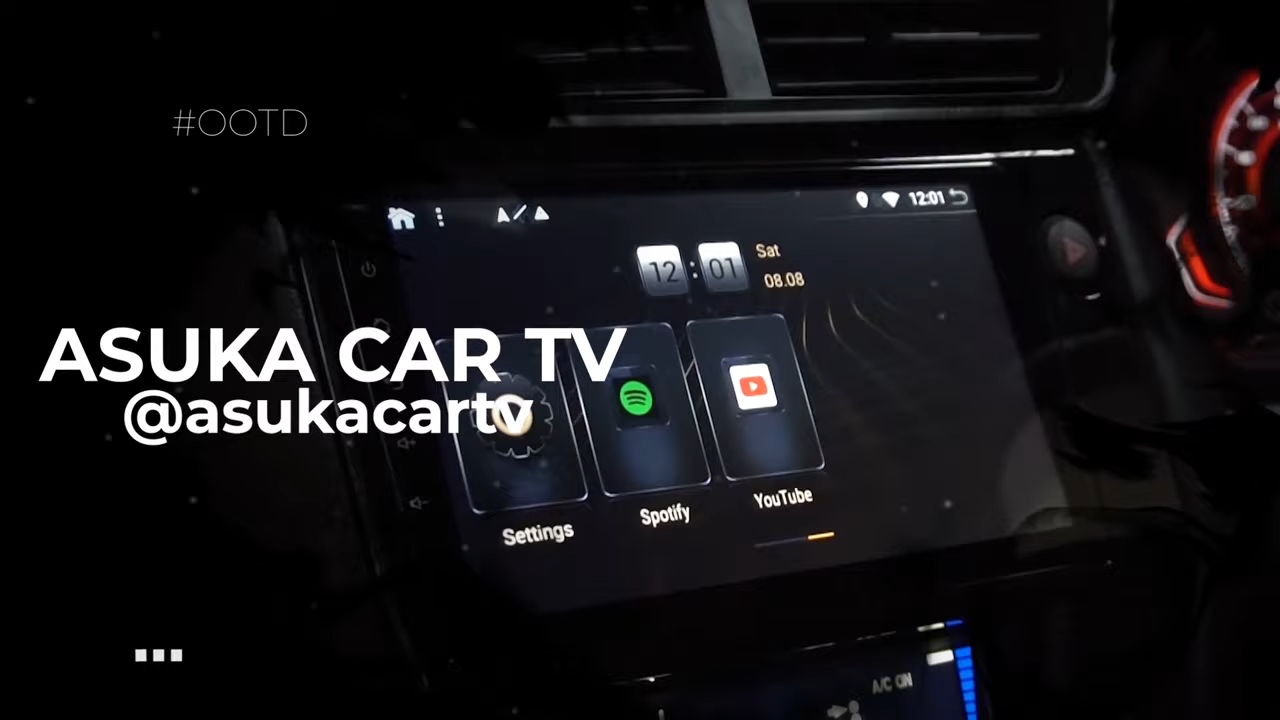 #OOTD
12:01
12:01
Sat
08.08
ASUKA CAR TV
@asukacartv
Settings
Spotify
YouTube
A/C ON